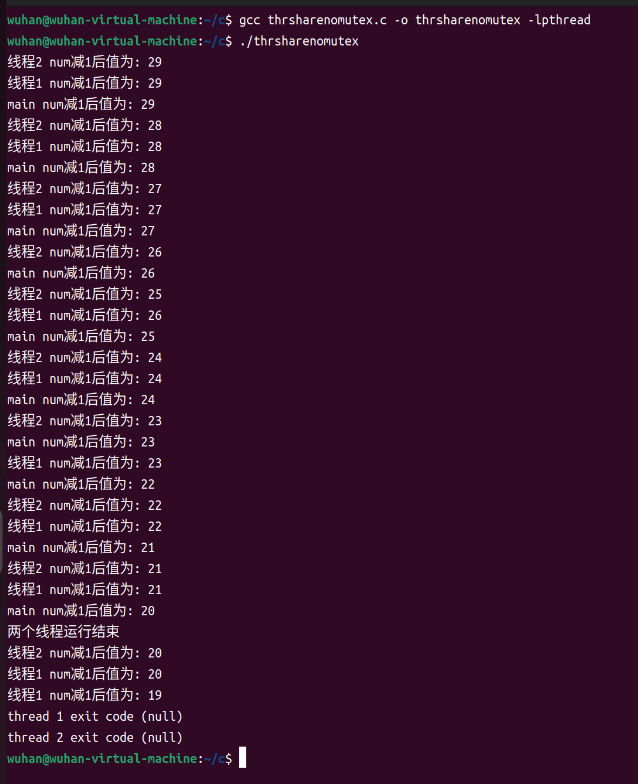 wuhan@wuhan-virtual-machine:~/c$ gcc thrsharenomutex.c -o thrsharenomutex -lpthread
wuhan@wuhan-virtual-machine:~/c$ ./thrsharenomutex
线程2 num减1后值为: 29
线程1 num减1后值为: 29
main num减1后值为: 29
线程2 num减1后值为: 28
线程1 num减1后值为: 28
main num减1后值为: 28
线程2 num减1后值为: 27
线程1 num减1后值为: 27
main num减1后值为: 27
线程2 num减1后值为: 26
main num减1后值为: 26
线程2 num减1后值为: 25
线程1 num减1后值为: 26
main num减1后值为: 25
线程2 num减1后值为: 24
线程1 num减1后值为: 24
main num减1后值为: 24
线程2 num减1后值为: 23
main num减1后值为: 23
线程1 num减1后值为: 23
main num减1后值为: 22
线程2 num减1后值为: 22
线程1 num减1后值为: 22
main num减1后值为: 21
线程2 num减1后值为: 21
线程1 num减1后值为: 21
main num减1后值为: 20
两个线程运行结束
线程2 num减1后值为: 20
线程1 num减1后值为: 20
线程1 num减1后值为: 19
thread 1 exit code (null)
thread 2 exit code (null)
wuhan@wuhan-virtual-machine:~/c$